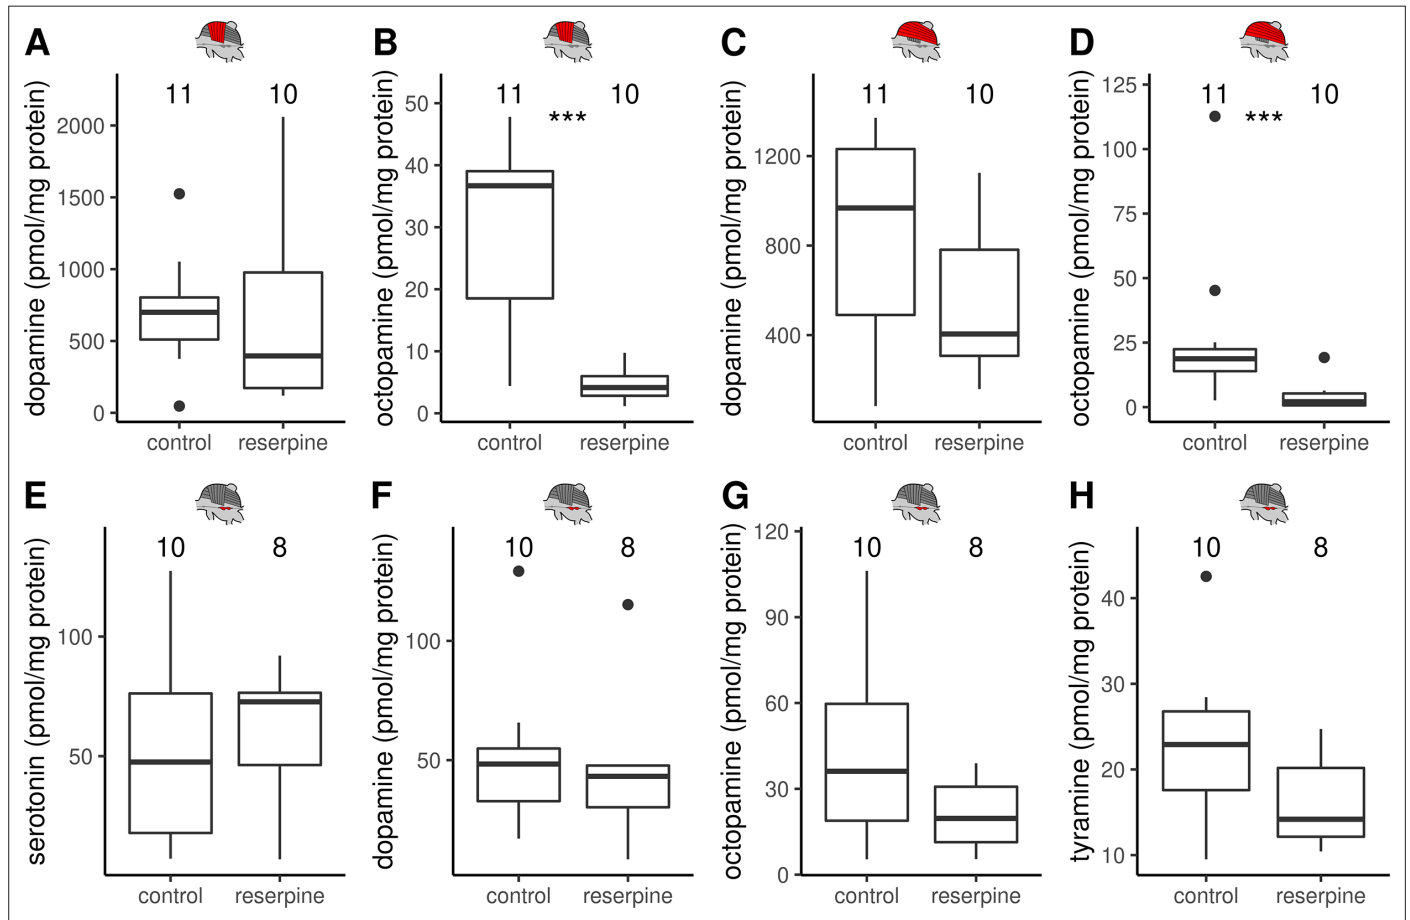 A
dopamine (pmol/mg protein)
2000
1500
1000
500
0
11
10
control
reserpine
B
octopamine (pmol/mg protein)
50
40
30
20
10
0
11
10
***
control
reserpine
C
dopamine (pmol/mg protein)
1200
800
400
11
10
control
reserpine
D
octopamine (pmol/mg protein)
125
100
75
50
25
0
11
10
***
control
reserpine
E
serotonin (pmol/mg protein)
100
50
10
8
control
reserpine
F
dopamine (pmol/mg protein)
100
50
10
8
control
reserpine
G
octopamine (pmol/mg protein)
120
90
60
30
0
10
8
control
reserpine
H
tyramine (pmol/mg protein)
40
30
20
10
10
8
control
reserpine